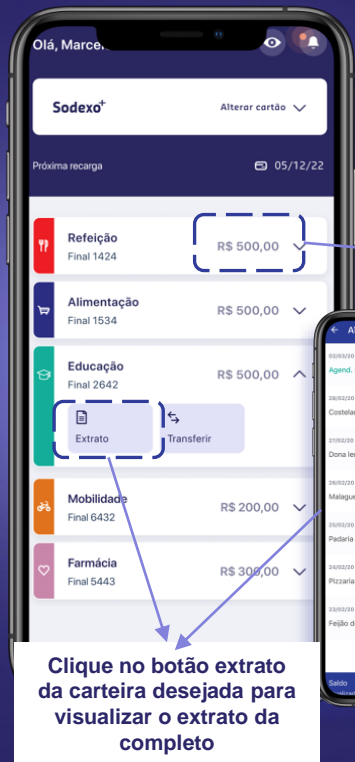 Olá, Marce
Sodexo+
Alterar cartão
Próxima recarga
05/12/22
Refeição
Final 1424
R$ 500,00
Alimentação
Final 1534
R$ 500,00
Educação
Final 2642
R$ 500,00
Extrato
Transferir
Mobilidade
Final 6432
R$ 200,00
Farmácia
Final 5443
R$ 300,00
Agend.
Costela
Dona le
Malague
Padaria
Pizzaria
Feijão d
Saldo
Clique no botão extrato
da carteira desejada para
visualizar o extrato da
completo